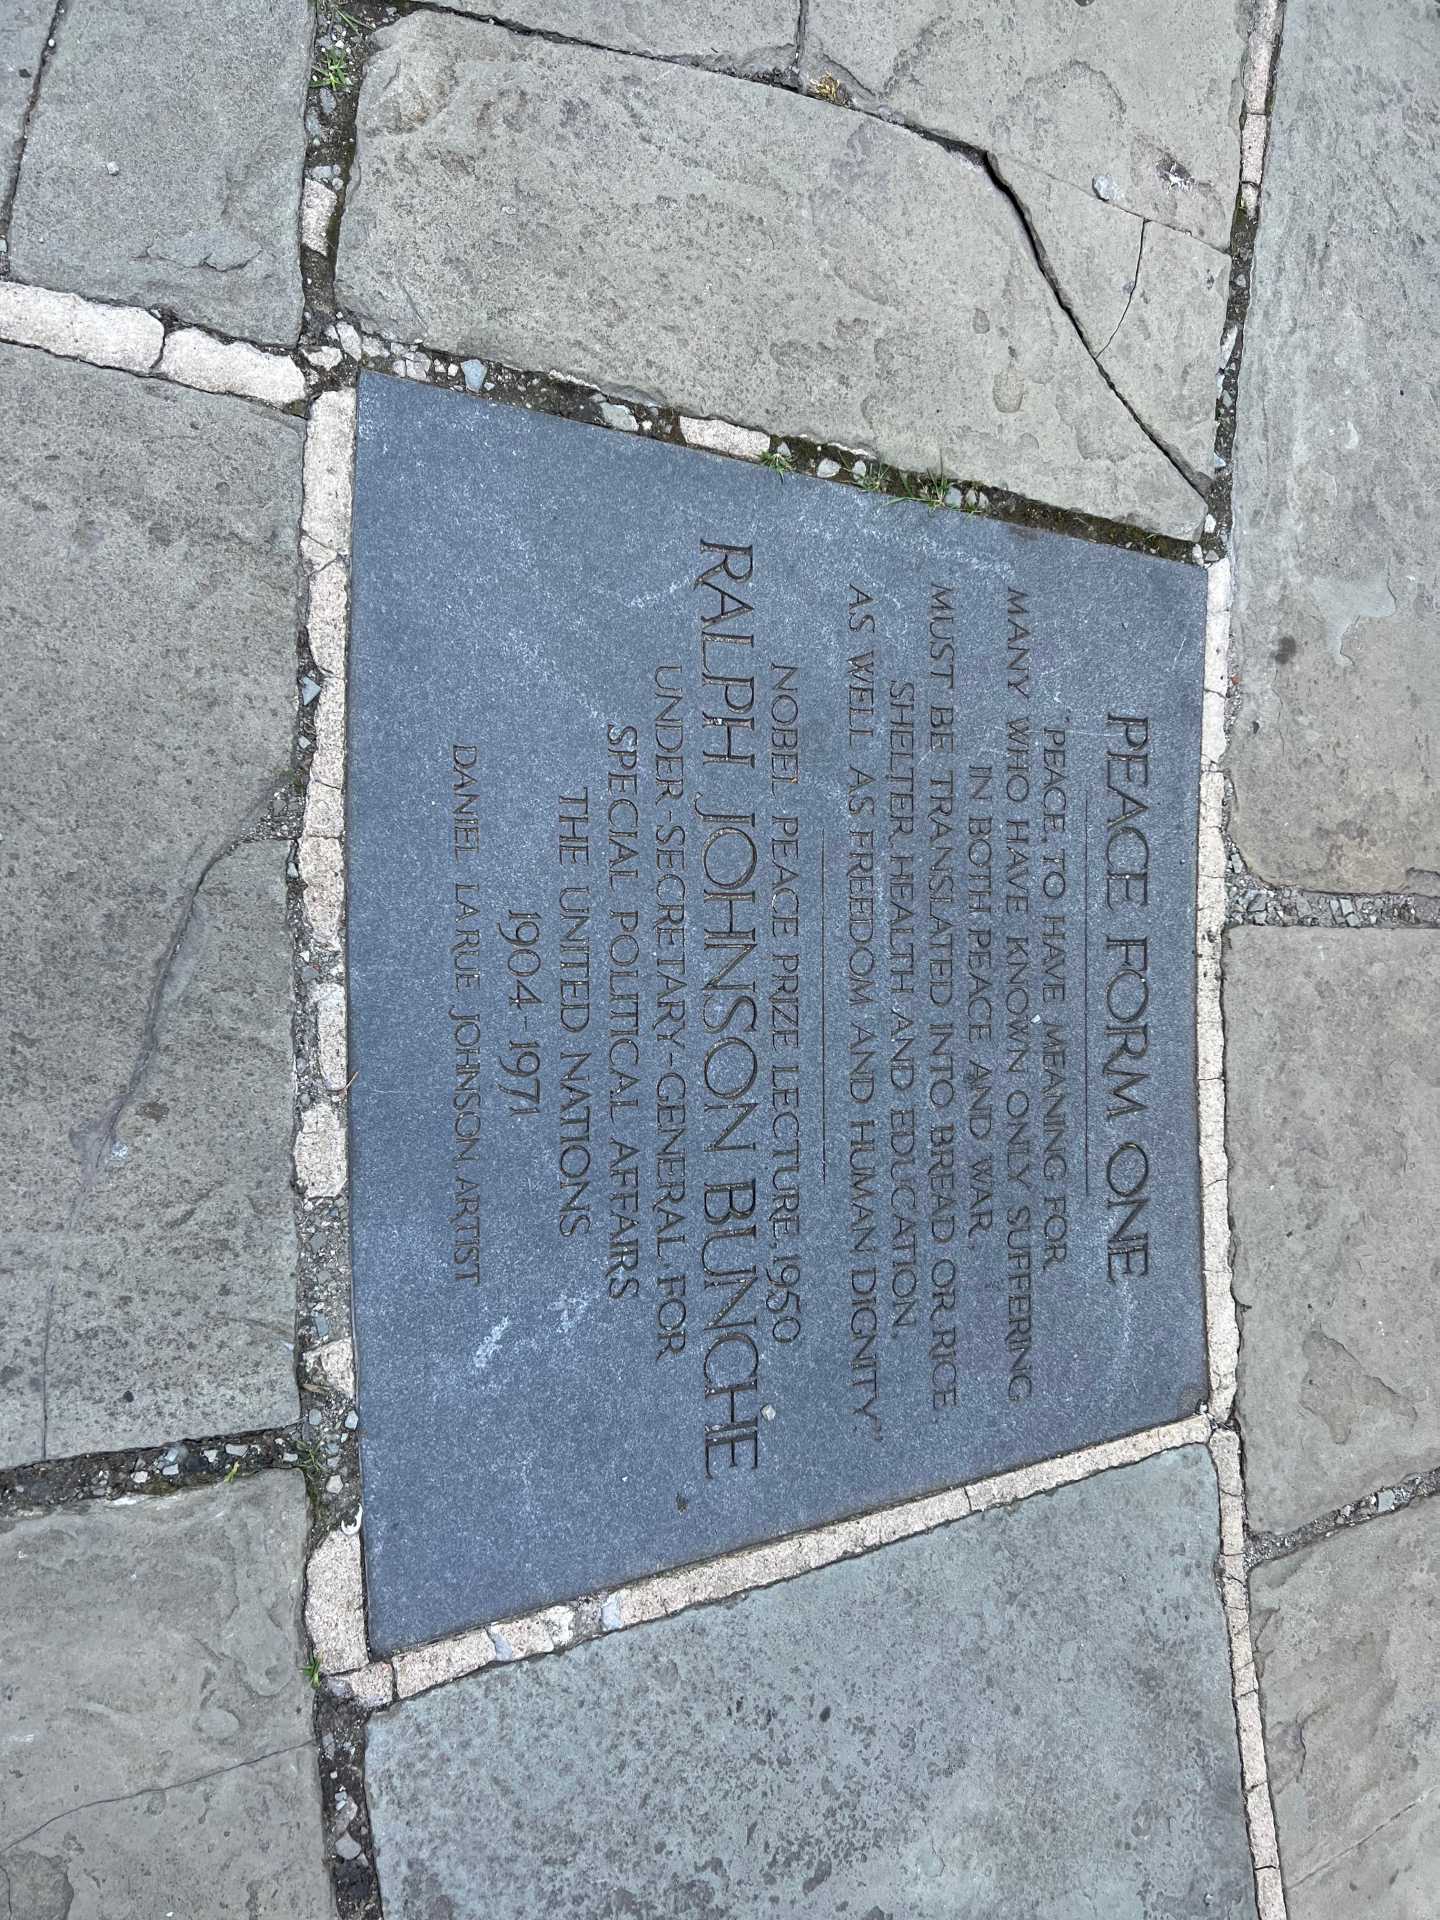 PEACE FORM ONE
"PEACE, TO HAVE MEANING FOR
MANY WHO HAVE KNOWN ONLY SUFFERING
IN BOTH PEACE AND WAR,
MUST BE TRANSLATED INTO BREAD OR RICE
SHELTER, HEALTH AND EDUCATION,
AS WELL AS FREEDOM AND HUMAN DIGNITY"
NOBEL PEACE PRIZE LECTURE, 1950
RALPH JOHNSON BUNCHE
UNDER-SECRETARY-GENERAL FOR
SPECIAL POLITICAL AFFAIRS
THE UNITED NATIONS
1904-1971
DANIEL LARUE JOHNSON, ARTIST